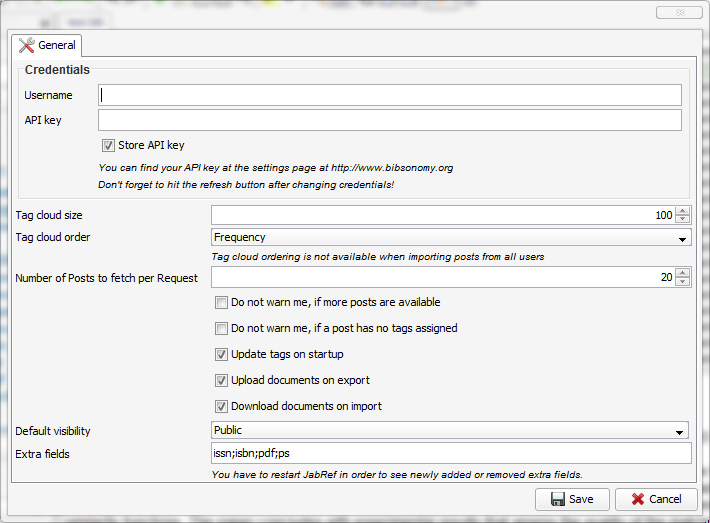 General
Credentials
Username
API key
Store API key
You can find your API key at the settings page at http://www.bibsonomy.org
Don't forget to hit the refresh button after changing credentials!
Tag cloud size 100
Tag cloud order Frequency
Tag cloud ordering is not available when importing posts from all users
Number of Posts to fetch per Request 20
Do not warn me, if more posts are available
Do not warn me, if a post has no tags assigned
Update tags on startup
Upload documents on export
Download documents on import
Default visibility Public
Extra fields issn;isbn;pdf;ps
You have to restart JabRef in order to see newly added or removed extra fields.
Save Cancel